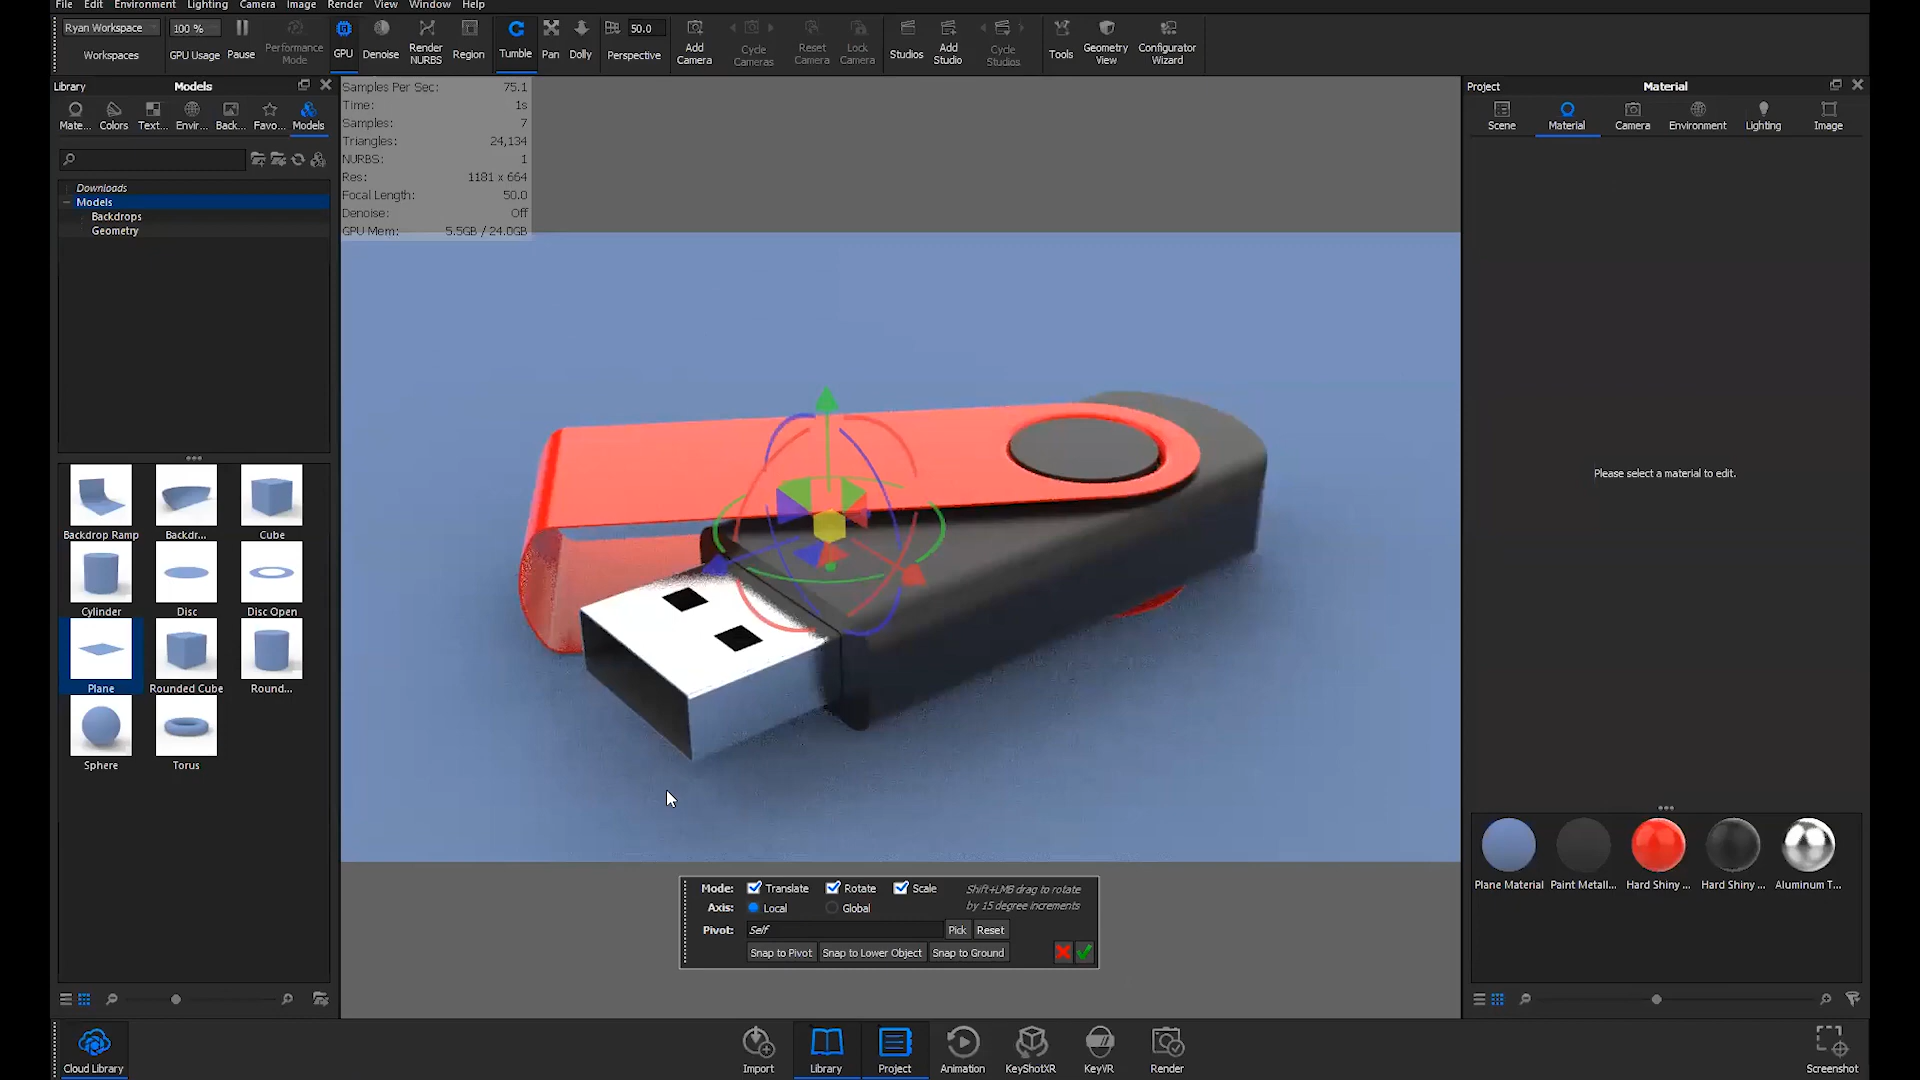 File Edit Environment Lighting Camera Image Render View Window Help
Ryan Workspace 100 % 50.0
Workspaces GPU Usage Pause Performance Mode GPU Denoise Render NURBS Region Tumble Pan Dolly Perspective Add Camera Cycle Cameras Reset Camera Lock Camera Studios Add Studio Cycle Studios Tools Geometry View Configurator Wizard
Library Models
Mate... Colors Text... Envir... Back... Favo... Models
Downloads
Models
Backdrops
Geometry
Backdrop Ramp Backdr... Cube
Cylinder Disc Disc Open
Plane Rounded Cube Round...
Sphere Torus
Samples Per Sec: 75.1
Time: 1s
Samples: 7
Triangles: 24,134
NURBS: 1
Res: 1181 x 664
Focal Length: 50.0
Denoise: Off
GPU Mem: 5.5GB / 24.0GB
Mode: Translate Rotate Scale Shift+LMB drag to rotate
by 15 degree increments
Axis: Local Global
Pivot: Self Pick Reset
Snap to Pivot Snap to Lower Object Snap to Ground
Project Material
Scene Material Camera Environment Lighting Image
Please select a material to edit.
Plane Material Paint Metall... Hard Shiny ... Hard Shiny ... Aluminum T...
Cloud Library Import Library Project Animation KeyShotXR KeyVR Render Screenshot